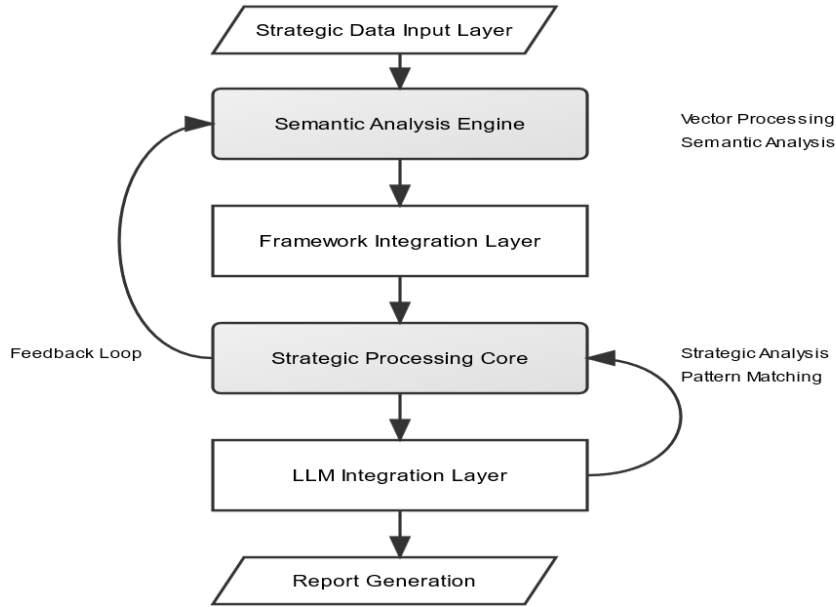 Strategic Data Input Layer
Semantic Analysis Engine
Vector Processing
Semantic Analysis
Framework Integration Layer
Feedback Loop
Strategic Processing Core
Strategic Analysis
Pattern Matching
LLM Integration Layer
Report Generation